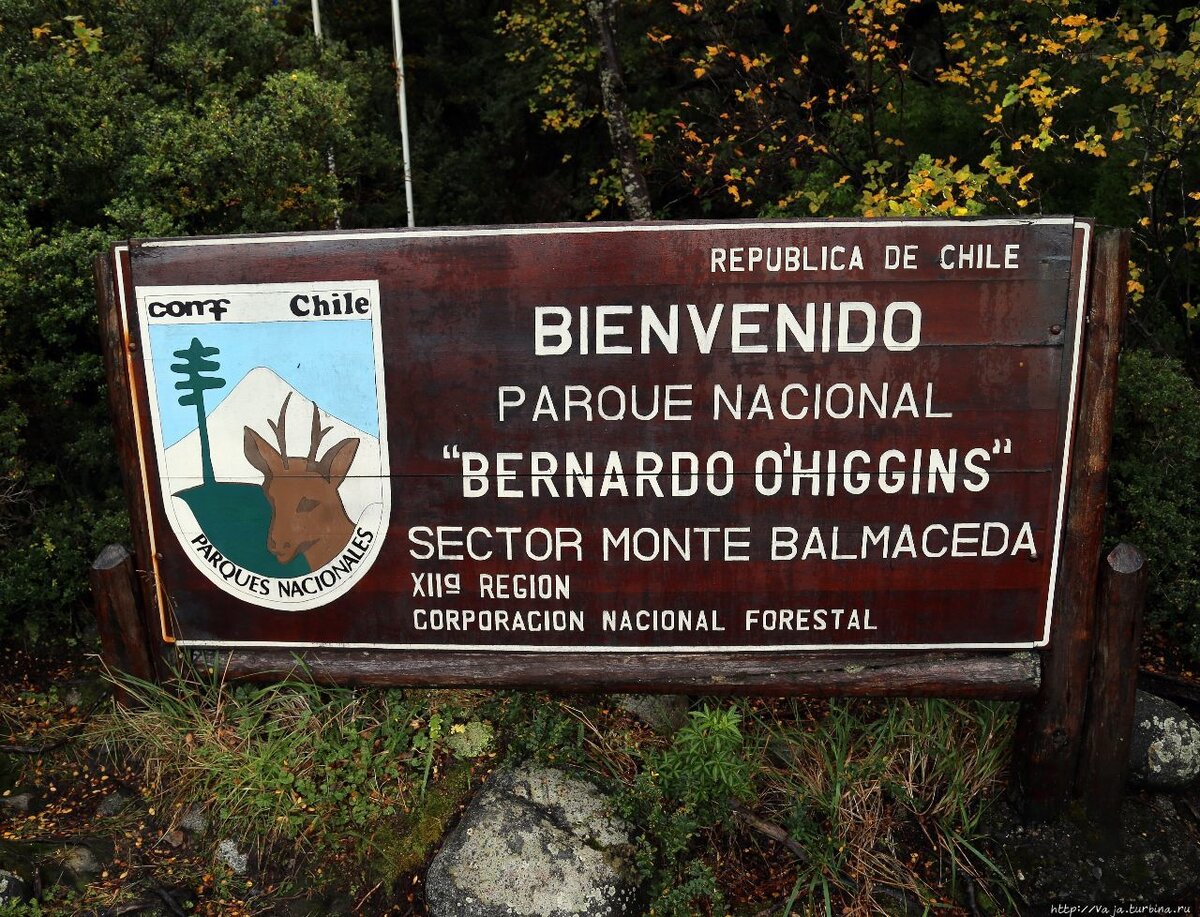 REPUBLICA DE CHILE
conaf Chile
BIENVENIDO
PARQUE NACIONAL
"BERNARDO O'HIGGINS"
SECTOR MONTE BALMACEDA
PARQUES NACIONALES
XIIª REGION
CORPORACION NACIONAL FORESTAL
http://vaja.turbina.ru